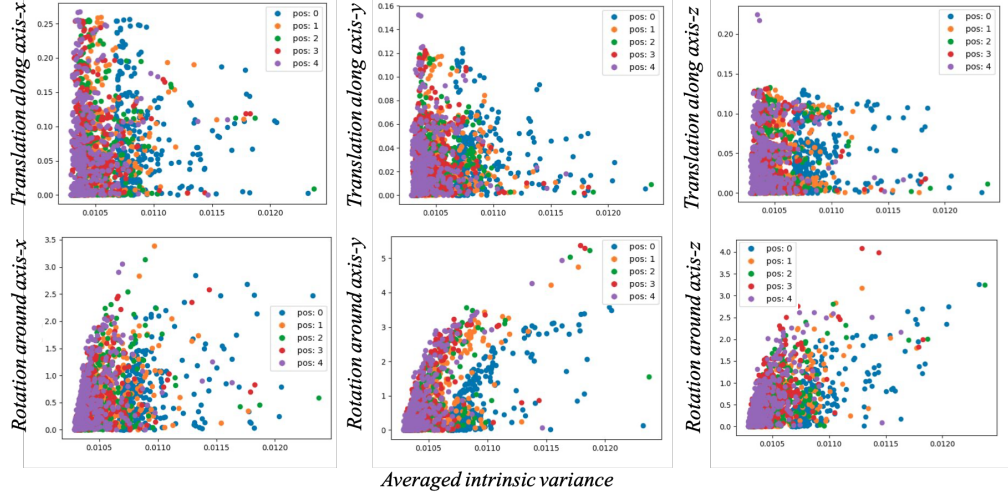 Translation along axis-x
0.25
0.20
0.15
0.10
0.05
0.00
0.0105 0.0110 0.0115 0.0120
pos: 0
pos: 1
pos: 2
pos: 3
pos: 4
Translation along axis-y
0.16
0.14
0.12
0.10
0.08
0.06
0.04
0.02
0.00
0.0105 0.0110 0.0115 0.0120
pos: 0
pos: 1
pos: 2
pos: 3
pos: 4
Translation along axis-z
0.20
0.15
0.10
0.05
0.00
0.0105 0.0110 0.0115 0.0120
pos: 0
pos: 1
pos: 2
pos: 3
pos: 4
Rotation around axis-x
3.5
3.0
2.5
2.0
1.5
1.0
0.5
0.0
0.0105 0.0110 0.0115 0.0120
pos: 0
pos: 1
pos: 2
pos: 3
pos: 4
Rotation around axis-y
5
4
3
2
1
0
0.0105 0.0110 0.0115 0.0120
pos: 0
pos: 1
pos: 2
pos: 3
pos: 4
Rotation around axis-z
4.0
3.5
3.0
2.5
2.0
1.5
1.0
0.5
0.0
0.0105 0.0110 0.0115 0.0120
pos: 0
pos: 1
pos: 2
pos: 3
pos: 4
Averaged intrinsic variance